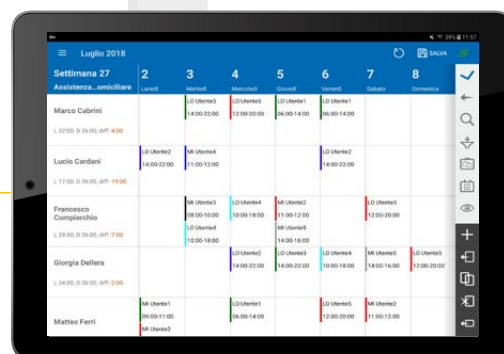 59% 11:57
Luglio 2018 SALVA
Settimana 27 2 3 4 5 6 7 8
Assistenza...omiciliare Lunedì Martedì Mercoledì Giovedì Venerdì Sabato Domenica
Marco Cabrini
LO Utente3 LO Utente5 LO Utente1 LO Utente1
14:00-22:00 12:00-20:00 06:00-14:00 06:00-14:00
L 32:00, D 36:00, diff -4:00
Lucio Cardani
LO Utente2 MI Utente4 LO Utente2
14:00-22:00 11:00-12:00 14:00-22:00
L 17:00, D 36:00, diff -19:00
Francesco
Compierchio
MI Utente3 LO Utente4 MI Utente2 LO Utente5
08:00-10:00 10:00-18:00 11:00-12:00 12:00-20:00
LO Utente4 MI Utente5
10:00-18:00 14:00-16:00
L 29:00, D 36:00, diff -7:00
Giorgia Dellera
LO Utente2 LO Utente3 LO Utente4 MI Utente5 LO Utente5
14:00-22:00 14:00-22:00 10:00-18:00 14:00-16:00 12:00-20:00
L 34:00, D 36:00, diff -2:00
Matteo Ferri
MI Utente1 LO Utente1 LO Utente5 MI Utente2
09:00-11:00 06:00-14:00 12:00-20:00 11:00-12:00
MI Utente2